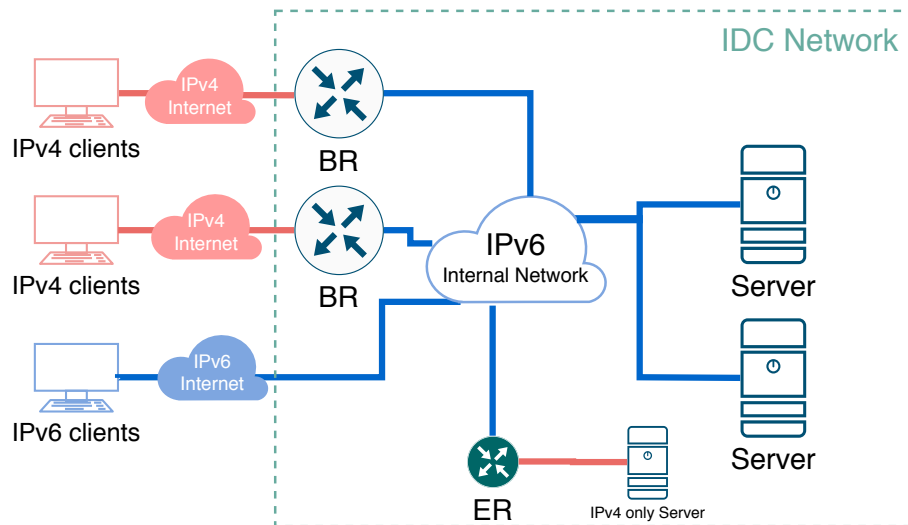 IDC Network
IPv4
Internet
IPv4 clients
BR
IPv4
Internet
IPv4 clients
BR
IPv6
Internal Network
Server
IPv6
Internet
IPv6 clients
Server
ER
IPv4 only Server